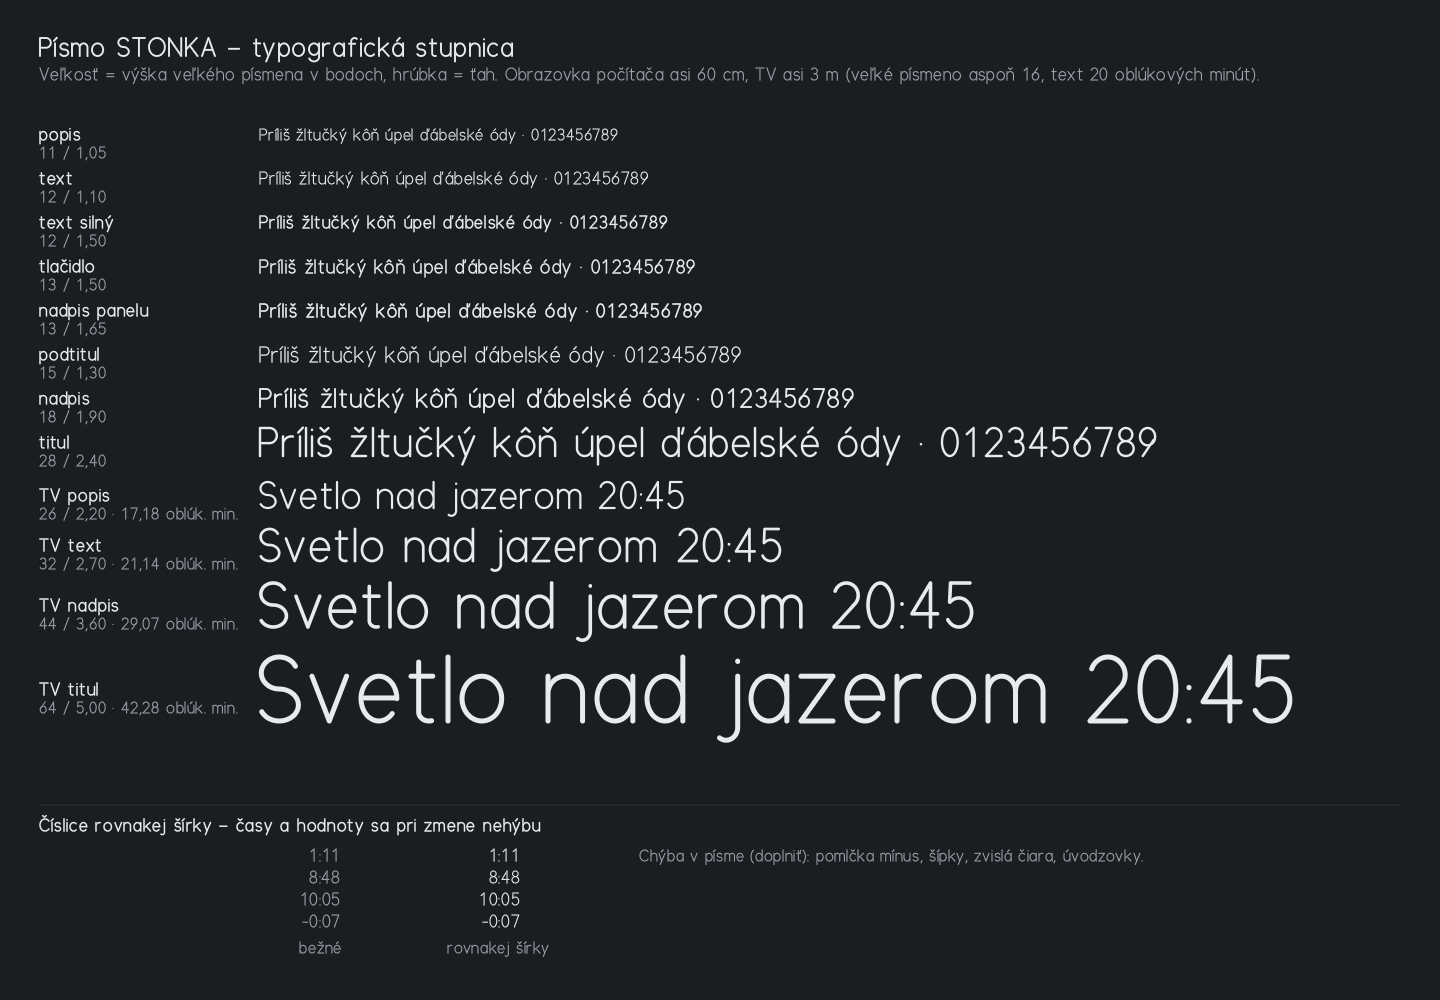 Písmo STONKA – typografická stupnica
Veľkosť = výška veľkého písmena v bodoch, hrúbka = ťah. Obrazovka počítača asi 60 cm, TV asi 3 m (veľké písmeno aspoň 16, text 20 oblúkových minút).
popis
Príliš žltučký kôň úpel ďábelské ódy · 0123456789
11 / 1,05
text
Príliš žltučký kôň úpel ďábelské ódy · 0123456789
12 / 1,10
text silný
Príliš žltučký kôň úpel ďábelské ódy · 0123456789
12 / 1,50
tlačidlo
Príliš žltučký kôň úpel ďábelské ódy · 0123456789
13 / 1,50
nadpis panelu
Príliš žltučký kôň úpel ďábelské ódy · 0123456789
13 / 1,65
podtitul
Príliš žltučký kôň úpel ďábelské ódy · 0123456789
15 / 1,30
nadpis
Príliš žltučký kôň úpel ďábelské ódy · 0123456789
18 / 1,90
titul
Príliš žltučký kôň úpel ďábelské ódy · 0123456789
28 / 2,40
TV popis
Svetlo nad jazerom 20:45
26 / 2,20 · 17,18 oblúk. min.
TV text
Svetlo nad jazerom 20:45
32 / 2,70 · 21,14 oblúk. min.
TV nadpis
Svetlo nad jazerom 20:45
44 / 3,60 · 29,07 oblúk. min.
TV titul
Svetlo nad jazerom 20:45
64 / 5,00 · 42,28 oblúk. min.
Číslice rovnakej šírky – časy a hodnoty sa pri zmene nehýbu
1:11 1:11 Chýba v písme (doplniť): pomlčka mínus, šípky, zvislá čiara, úvodzovky.
8:48 8:48
10:05 10:05
-0:07 -0:07
bežné rovnakej šírky